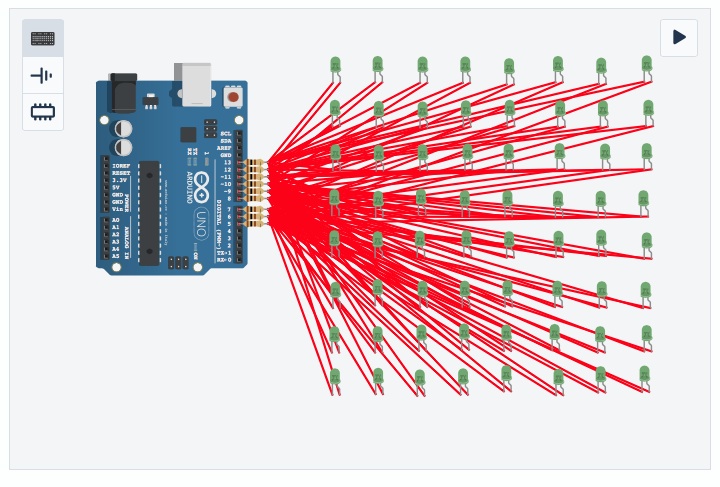 SCL
SDA
AREF
GND
13
12
~11
~10
~9
8
7
~6
~5
4
~3
2
TX→1
RX←0
DIGITAL (PWM~)
IOREF
RESET
3.3V
5V
GND
GND
Vin
POWER
A0
A1
A2
A3
A4
A5
ANALOG IN
L
TX
RX
ARDUINO
UNO
ON